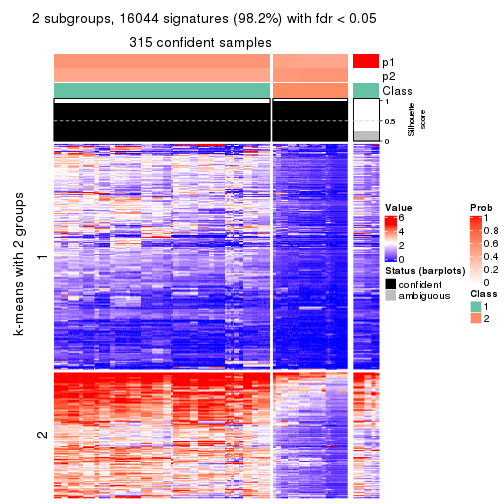 2 subgroups, 16044 signatures (98.2%) with fdr < 0.05
315 confident samples
p1
p2
Class
1
0.5
0
Silhouette
score
k-means with 2 groups
1
2
Value
6
4
2
0
Status (barplots)
confident
ambiguous
Prob
1
0.8
0.6
0.4
0.2
0
Class
1
2